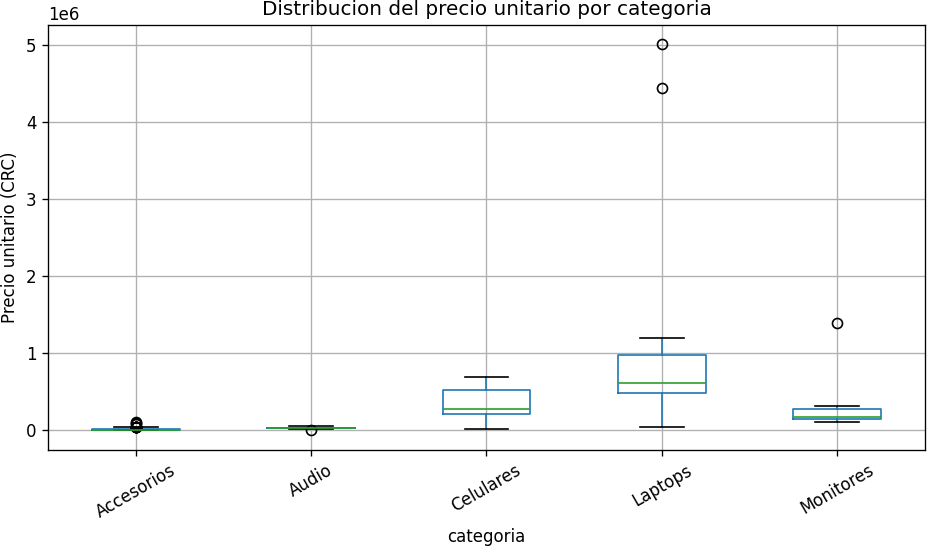 Distribucion del precio unitario por categoria
1e6
5
4
3
2
1
0
Precio unitario (CRC)
Accesorios
Audio
Celulares
Laptops
Monitores
categoria